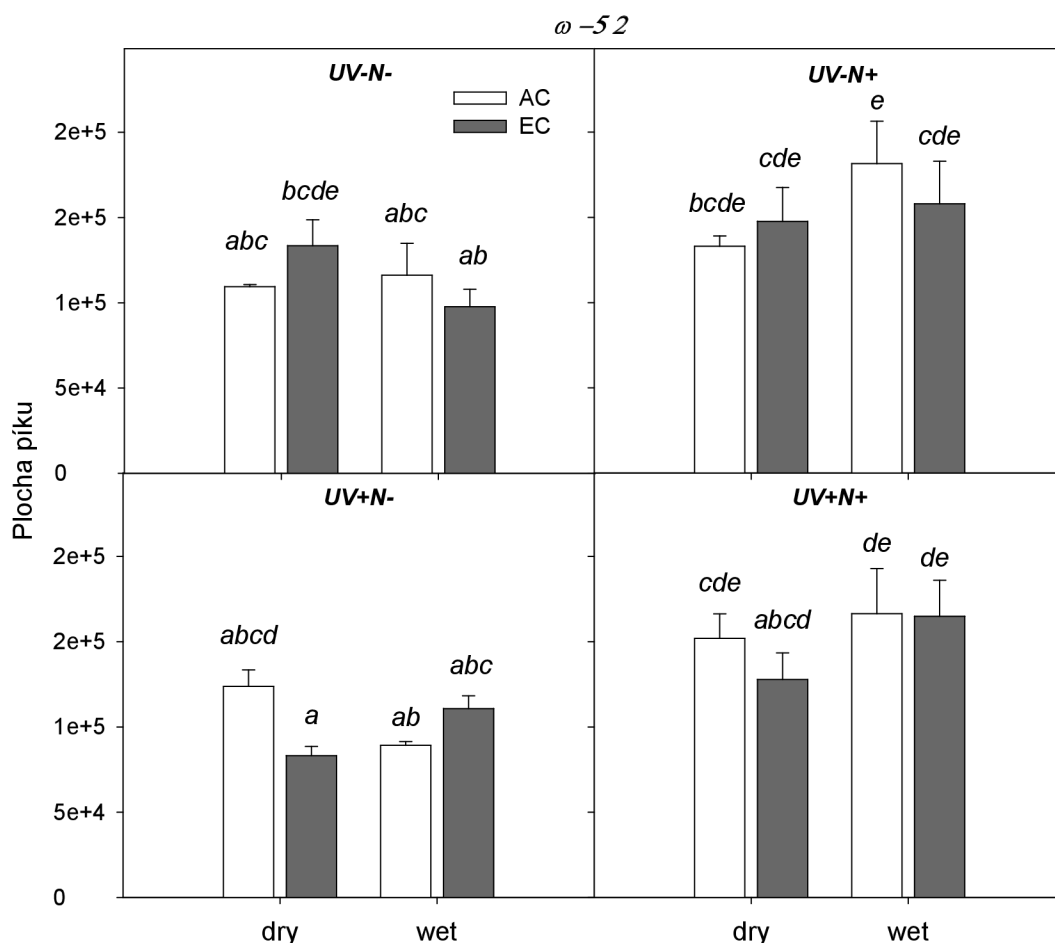 ω –5 2
UV-N-
AC
EC
UV-N+
2e+5
2e+5
1e+5
5e+4
0
abc
bcde
abc
ab
bcde
cde
e
cde
Plocha píku
UV+N-
UV+N+
2e+5
2e+5
1e+5
5e+4
0
abcd
a
ab
abc
cde
abcd
de
de
dry
wet
dry
wet